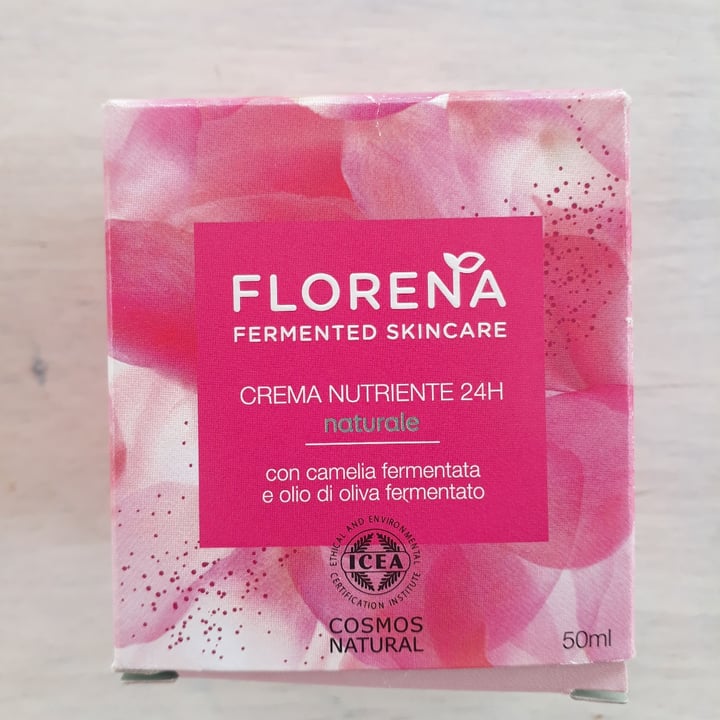 FLORENA
FERMENTED SKINCARE
CREMA NUTRIENTE 24H
naturale
con camelia fermentata
e olio di oliva fermentato
ETHICAL AND ENVIRONMENTAL
ICEA
CERTIFICATION INSTITUTE
COSMOS
NATURAL
50ml